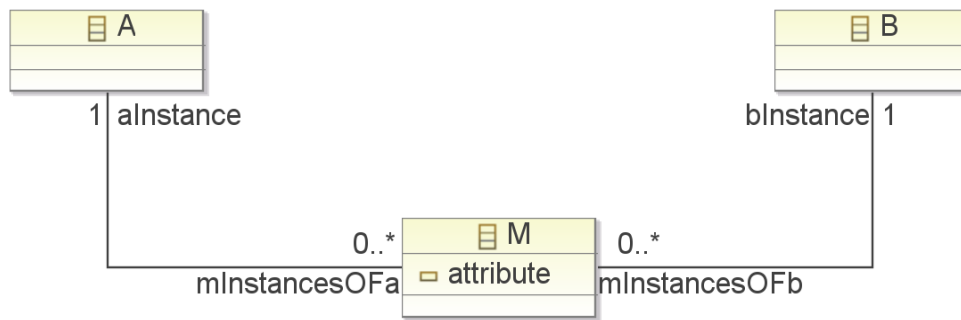 A
B
1 aInstance
bInstance 1
0..*
M
0..*
attribute
mInstancesOFa
mInstancesOFb